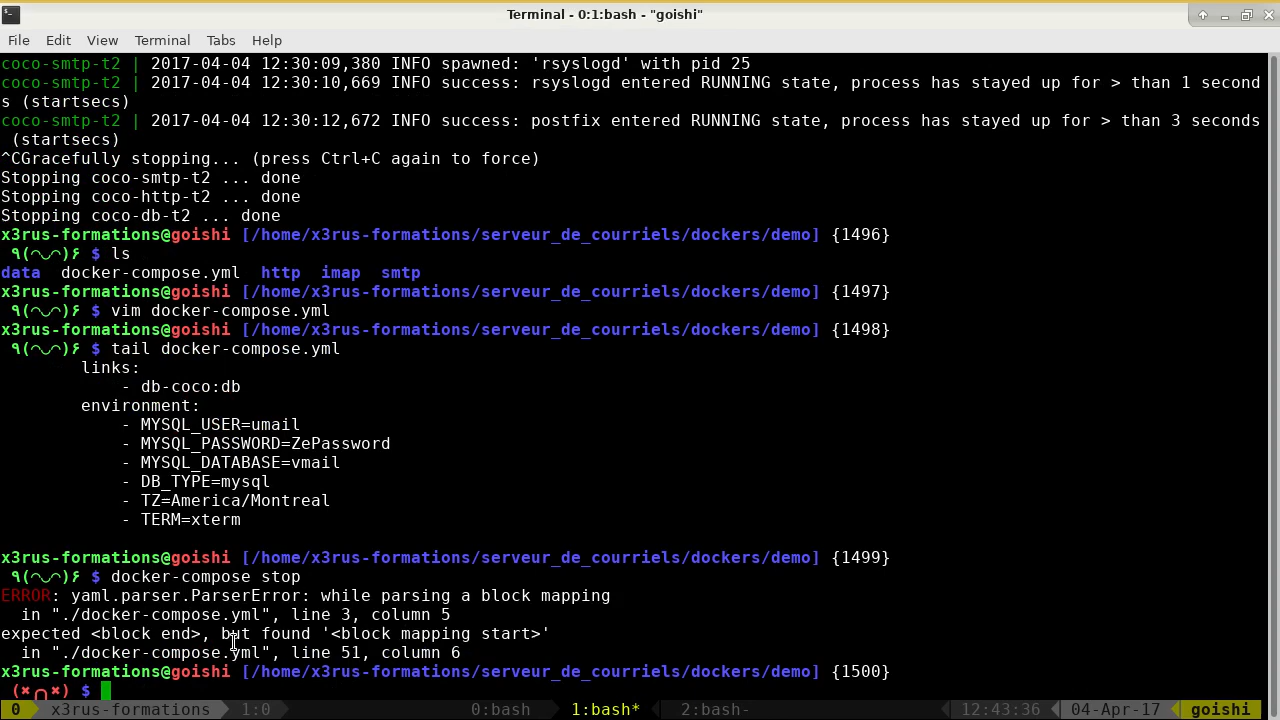 Terminal - 0:1:bash - "goishi"
File Edit View Terminal Tabs Help
coco-smtp-t2 | 2017-04-04 12:30:09,380 INFO spawned: 'rsyslogd' with pid 25
coco-smtp-t2 | 2017-04-04 12:30:10,669 INFO success: rsyslogd entered RUNNING state, process has stayed up for > than 1 second
s (startsecs)
coco-smtp-t2 | 2017-04-04 12:30:12,672 INFO success: postfix entered RUNNING state, process has stayed up for > than 3 seconds
(startsecs)
^CGracefully stopping... (press Ctrl+C again to force)
Stopping coco-smtp-t2 ... done
Stopping coco-http-t2 ... done
Stopping coco-db-t2 ... done
x3rus-formations@goishi [/home/x3rus-formations/serveur_de_courriels/dockers/demo] {1496}
٩(⌒‿⌒)۶ $ ls
data docker-compose.yml http imap smtp
x3rus-formations@goishi [/home/x3rus-formations/serveur_de_courriels/dockers/demo] {1497}
٩(⌒‿⌒)۶ $ vim docker-compose.yml
x3rus-formations@goishi [/home/x3rus-formations/serveur_de_courriels/dockers/demo] {1498}
٩(⌒‿⌒)۶ $ tail docker-compose.yml
links:
- db-coco:db
environment:
- MYSQL_USER=umail
- MYSQL_PASSWORD=ZePassword
- MYSQL_DATABASE=vmail
- DB_TYPE=mysql
- TZ=America/Montreal
- TERM=xterm
x3rus-formations@goishi [/home/x3rus-formations/serveur_de_courriels/dockers/demo] {1499}
٩(⌒‿⌒)۶ $ docker-compose stop
ERROR: yaml.parser.ParserError: while parsing a block mapping
in "./docker-compose.yml", line 3, column 5
expected <block end>, but found '<block mapping start>'
in "./docker-compose.yml", line 51, column 6
x3rus-formations@goishi [/home/x3rus-formations/serveur_de_courriels/dockers/demo] {1500}
(✖╭╮✖) $
0 x3rus-formations 1:0 0:bash 1:bash* 2:bash- 12:43:36 04-Apr-17 goishi